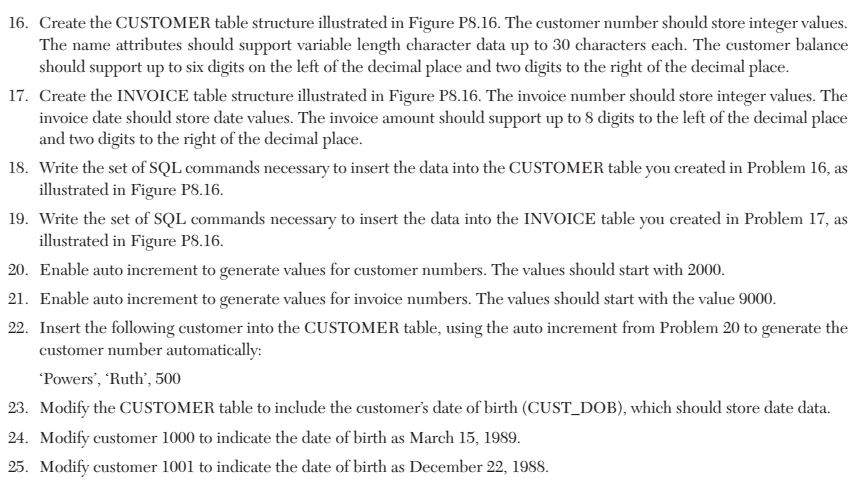 16. Create the CUSTOMER table structure illustrated in Figure P8.16. The customer number should store integer values.
The name attributes should support variable length character data up to 30 characters each. The customer balance
should support up to six digits on the left of the decimal place and two digits to the right of the decimal place.
17. Create the INVOICE table structure illustrated in Figure P8.16. The invoice number should store integer values. The
invoice date should store date values. The invoice amount should support up to 8 digits to the left of the decimal place
and two digits to the right of the decimal place.
18. Write the set of SQL commands necessary to insert the data into the CUSTOMER table you created in Problem 16, as
illustrated in Figure P8.16.
19. Write the set of SQL commands necessary to insert the data into the INVOICE table you created in Problem 17, as
illustrated in Figure P8.16.
20. Enable auto increment to generate values for customer numbers. The values should start with 2000.
21. Enable auto increment to generate values for invoice numbers. The values should start with the value 9000.
22. Insert the following customer into the CUSTOMER table, using the auto increment from Problem 20 to generate the
customer number automatically:
‘Powers’, ‘Ruth’, 500
23. Modify the CUSTOMER table to include the customer’s date of birth (CUST_DOB), which should store date data.
24. Modify customer 1000 to indicate the date of birth as March 15, 1989.
25. Modify customer 1001 to indicate the date of birth as December 22, 1988.